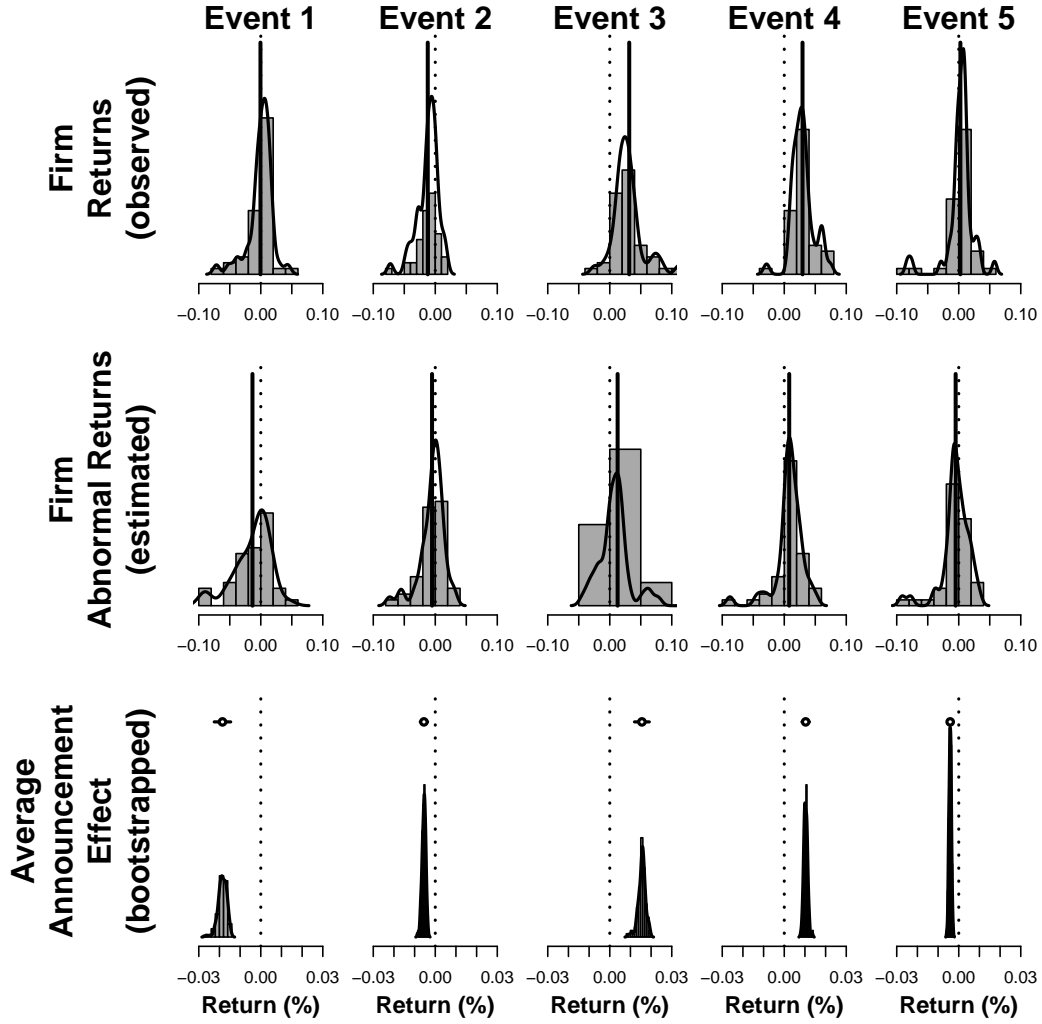 Event 1 Event 2 Event 3 Event 4 Event 5
Firm
Returns
(observed)
−0.10 0.00 0.10 −0.10 0.00 0.10 −0.10 0.00 0.10 −0.10 0.00 0.10 −0.10 0.00 0.10
Firm
Abnormal Returns
(estimated)
−0.10 0.00 0.10 −0.10 0.00 0.10 −0.10 0.00 0.10 −0.10 0.00 0.10 −0.10 0.00 0.10
Average
Announcement
Effect
(bootstrapped)
−0.03 0.00 0.03 −0.03 0.00 0.03 −0.03 0.00 0.03 −0.03 0.00 0.03 −0.03 0.00 0.03
Return (%) Return (%) Return (%) Return (%) Return (%)